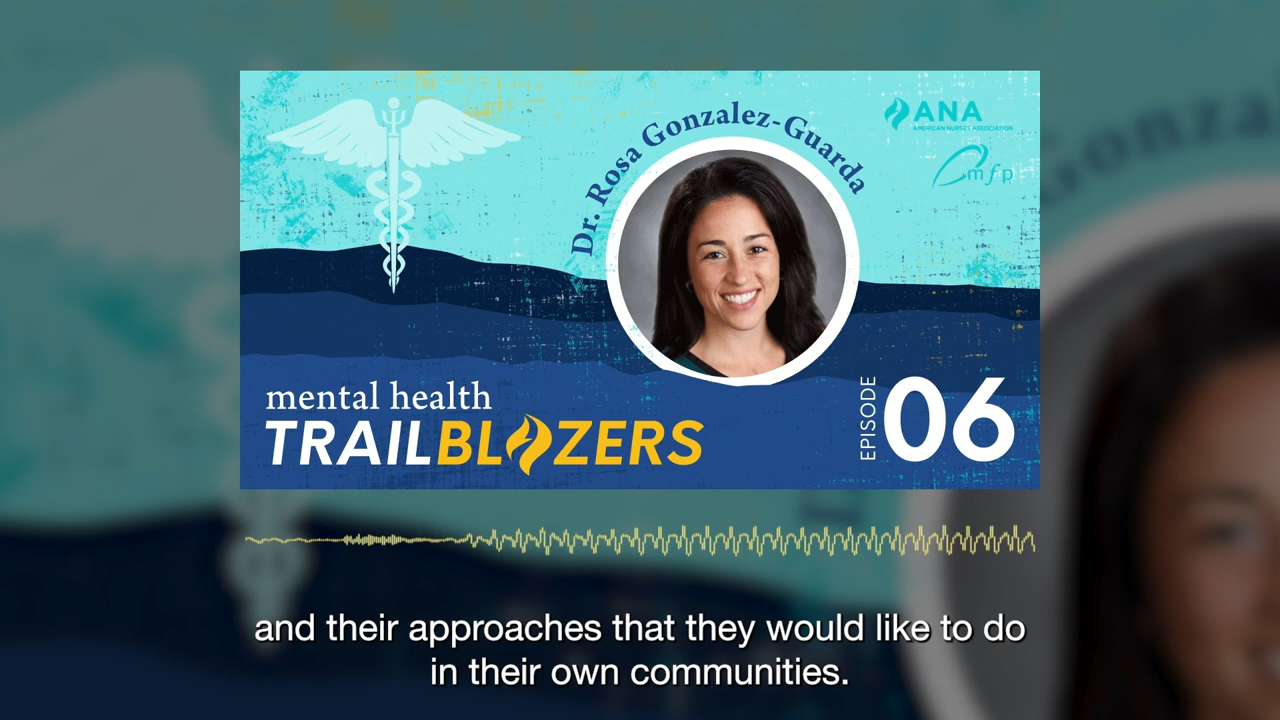 Dr. Rosa Gonzalez-Guarda
ANA
AMERICAN NURSES ASSOCIATION
mfp
mental health
TRAILBLAZERS
EPISODE
06
and their approaches that they would like to do
in their own communities.